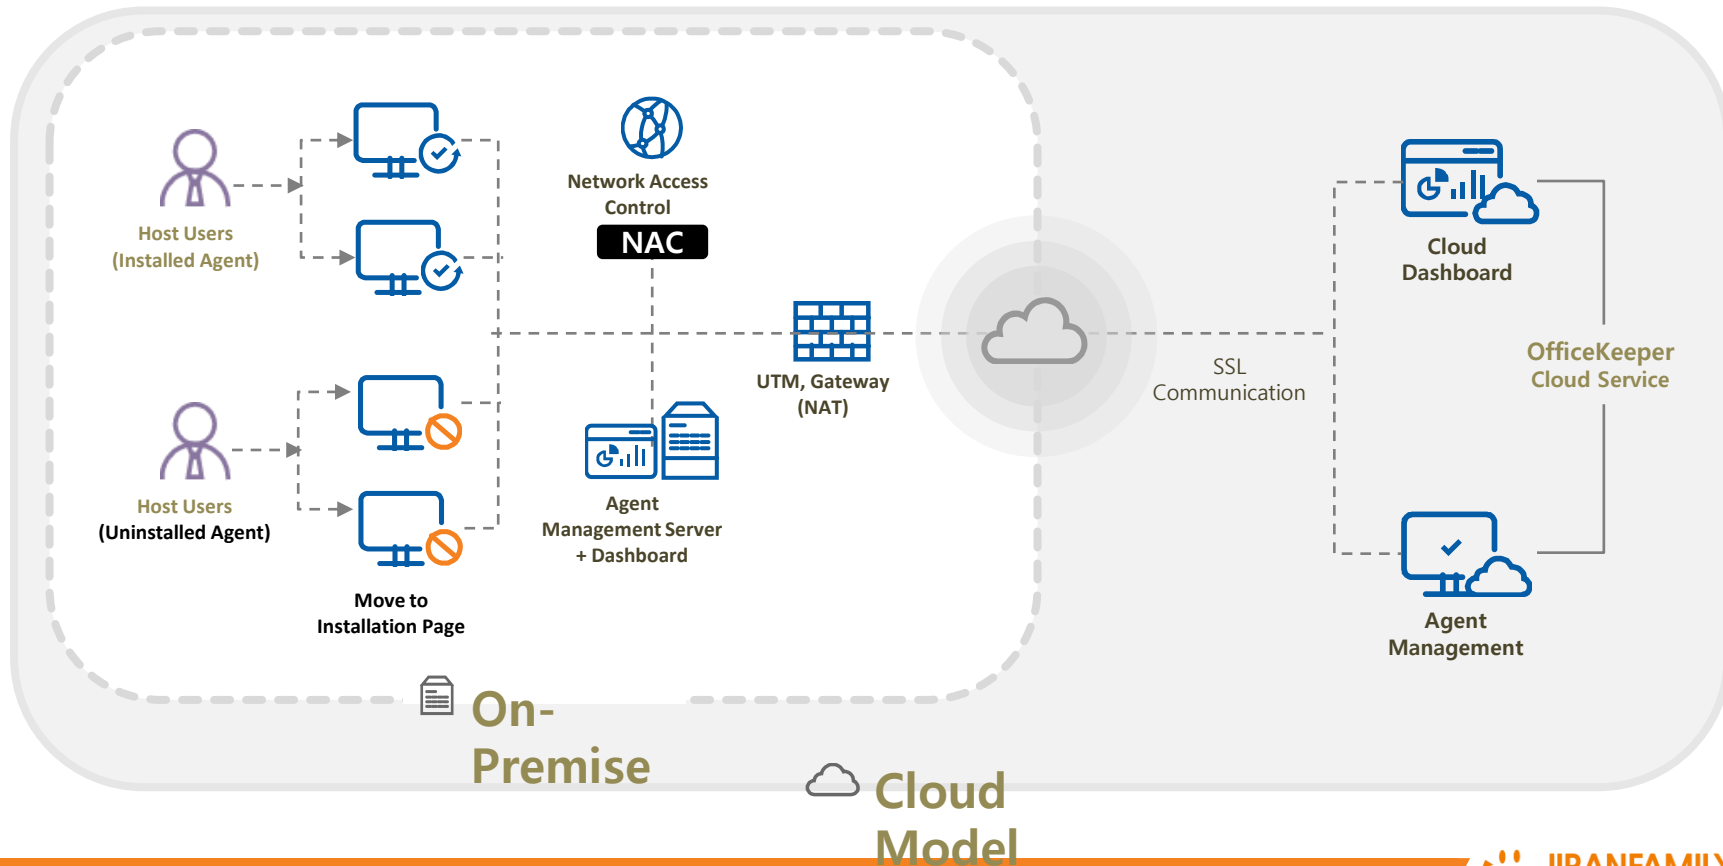 Host Users
(Installed Agent)
Network Access
Control
NAC
Host Users
(Uninstalled Agent)
Move to
Installation Page
Agent
Management Server
+ Dashboard
UTM, Gateway
(NAT)
SSL
Communication
Cloud
Dashboard
OfficeKeeper
Cloud Service
Agent
Management
On-
Premise
Cloud
Model
JIRANFAMILY